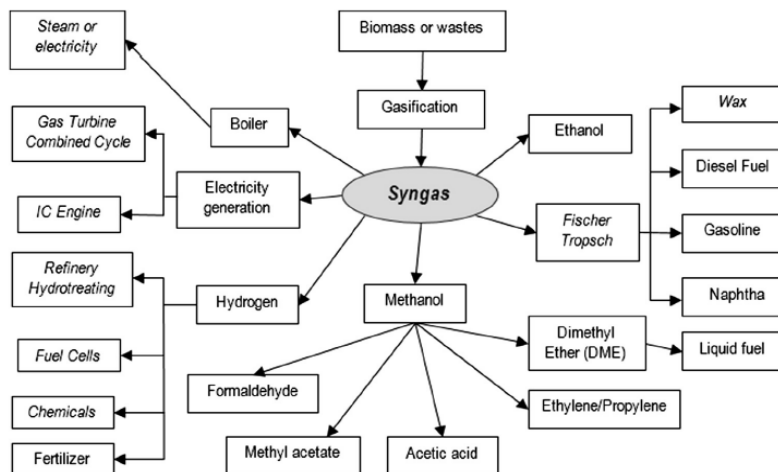 Steam or
electricity
Biomass or wastes
Gasification
Boiler
Gas Turbine
Combined Cycle
Ethanol
Wax
Diesel Fuel
Syngas
Electricity
generation
IC Engine
Fischer
Tropsch
Gasoline
Refinery
Hydrotreating
Hydrogen
Methanol
Naphtha
Dimethyl
Ether (DME)
Liquid fuel
Fuel Cells
Formaldehyde
Ethylene/Propylene
Chemicals
Fertilizer
Methyl acetate
Acetic acid